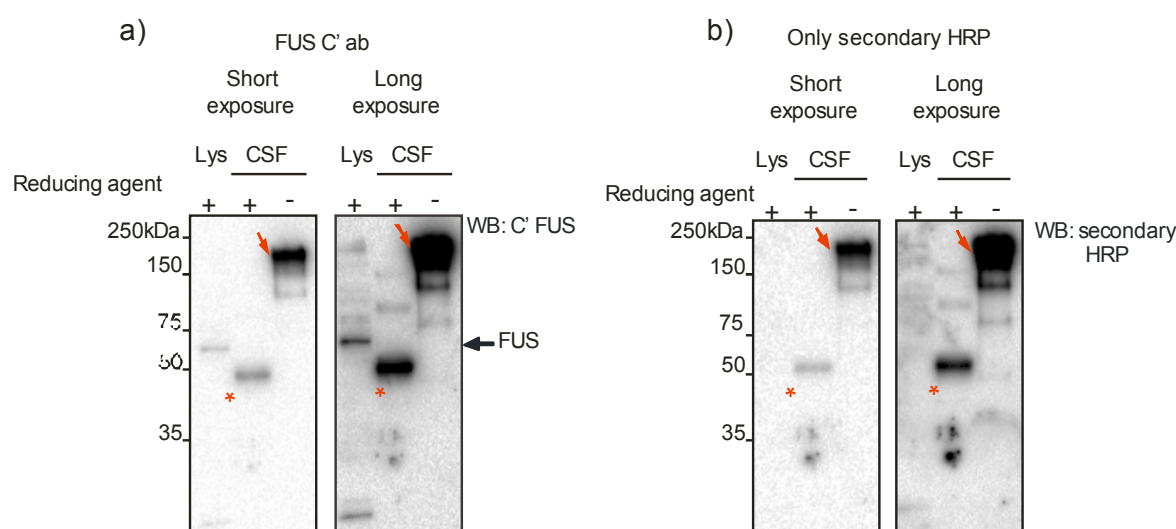 a)
FUS C' ab
Short exposure
Long exposure
Lys CSF
Lys CSF
Reducing agent
+ + -
+ + -
250kDa
150
75
50
35
*
*
WB: C' FUS
FUS
b)
Only secondary HRP
Short exposure
Long exposure
Lys CSF
Lys CSF
Reducing agent
+ + -
+ + -
250kDa
150
75
50
35
*
*
WB: secondary
HRP